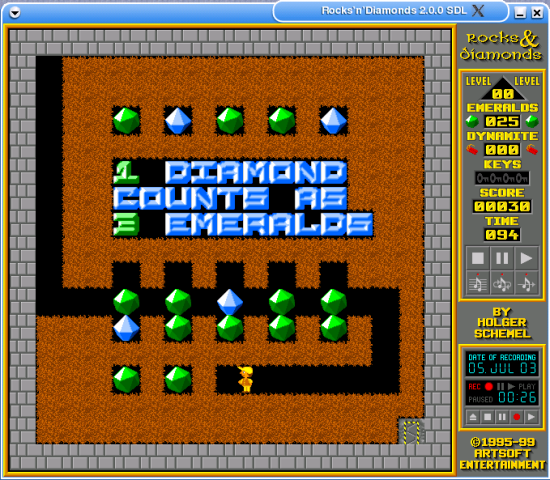 Rocks'n'Diamonds 2.0.0 SDL
Rocks&
diamonds
LEVEL LEVEL
00
EMERALDS
025
DYNAMITE
000
KEYS
SCORE
00030
TIME
094
1 DIAMOND
COUNTS AS
3 EMERALDS
BY
HOLGER
SCHEMEL
DATE OF RECORDING
05.JUL 03
REC PLAY
PAUSED 00:26
©1995-99
ARTSOFT
ENTERTAINMENT